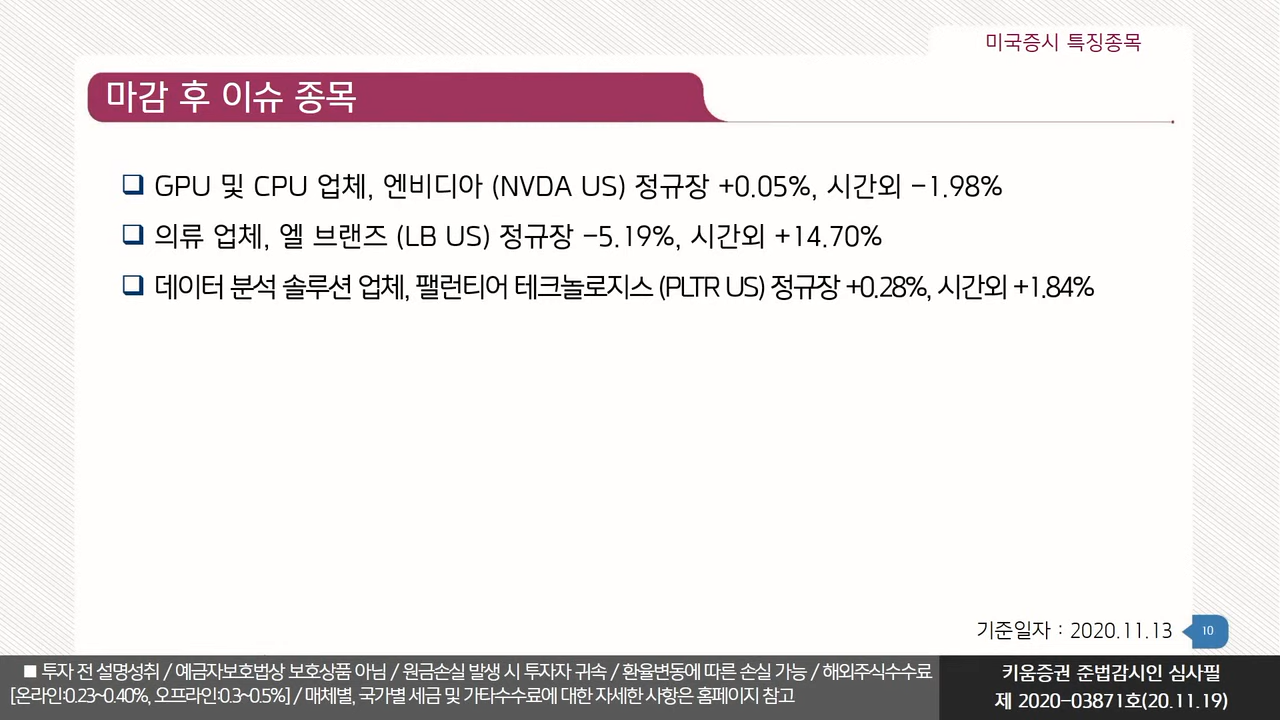 미국증시 특징종목
마감 후 이슈 종목
❑ GPU 및 CPU 업체, 엔비디아 (NVDA US) 정규장 +0.05%, 시간외 -1.98%
❑ 의류 업체, 엘 브랜즈 (LB US) 정규장 -5.19%, 시간외 +14.70%
❑ 데이터 분석 솔루션 업체, 팰런티어 테크놀로지스 (PLTR US) 정규장 +0.28%, 시간외 +1.84%
기준일자 : 2020.11.13
10
■ 투자 전 설명성취 / 예금자보호법상 보호상품 아님 / 원금손실 발생 시 투자자 귀속 / 환율변동에 따른 손실 가능 / 해외주식수수료
[온라인:0.23~0.40%, 오프라인:0.3~0.5%] / 매체별, 국가별 세금 및 기타수수료에 대한 자세한 사항은 홈페이지 참고
키움증권 준법감시인 심사필
제 2020-03871호(20.11.19)